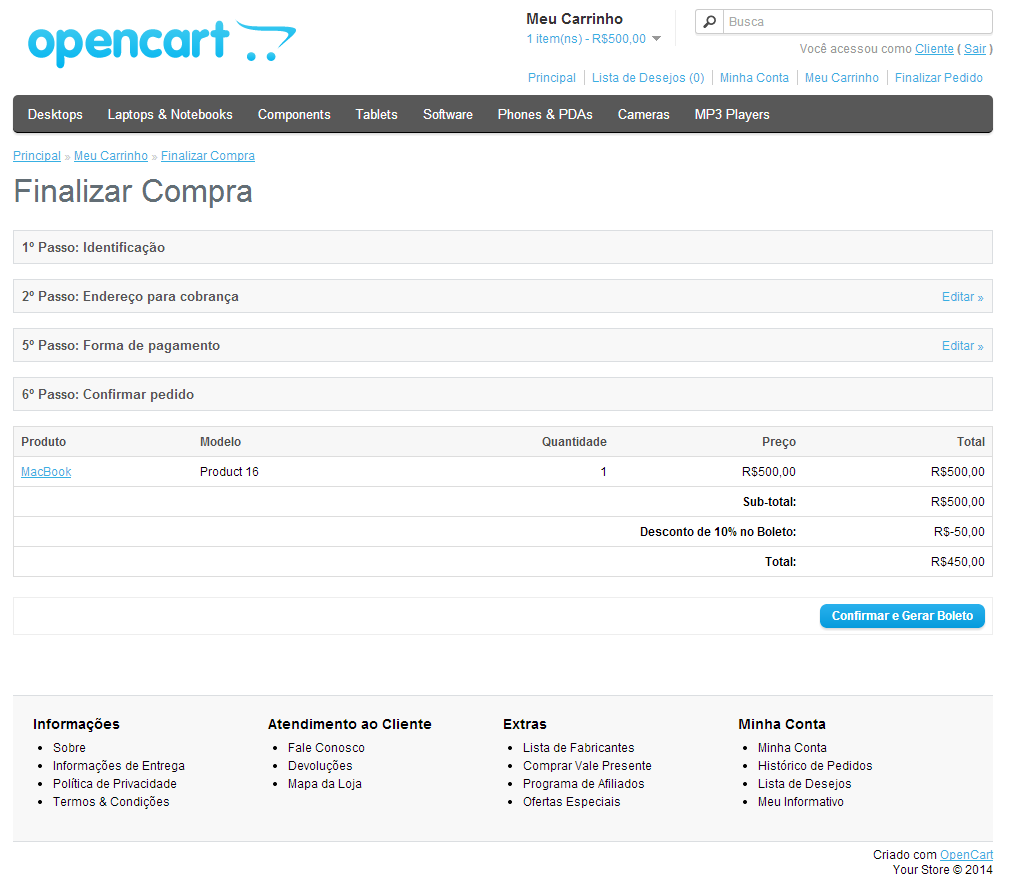 opencart
Meu Carrinho
1 item(ns) - R$500,00
Busca
Você acessou como Cliente ( Sair )
Principal Lista de Desejos (0) Minha Conta Meu Carrinho Finalizar Pedido
Desktops Laptops & Notebooks Components Tablets Software Phones & PDAs Cameras MP3 Players
Principal » Meu Carrinho » Finalizar Compra
Finalizar Compra
1º Passo: Identificação
2º Passo: Endereço para cobrança Editar »
5º Passo: Forma de pagamento Editar »
6º Passo: Confirmar pedido
Produto Modelo Quantidade Preço Total
MacBook Product 16 1 R$500,00 R$500,00
Sub-total: R$500,00
Desconto de 10% no Boleto: R$-50,00
Total: R$450,00
Confirmar e Gerar Boleto
Informações
Sobre
Informações de Entrega
Política de Privacidade
Termos & Condições
Atendimento ao Cliente
Fale Conosco
Devoluções
Mapa da Loja
Extras
Lista de Fabricantes
Comprar Vale Presente
Programa de Afiliados
Ofertas Especiais
Minha Conta
Minha Conta
Histórico de Pedidos
Lista de Desejos
Meu Informativo
Criado com OpenCart
Your Store © 2014